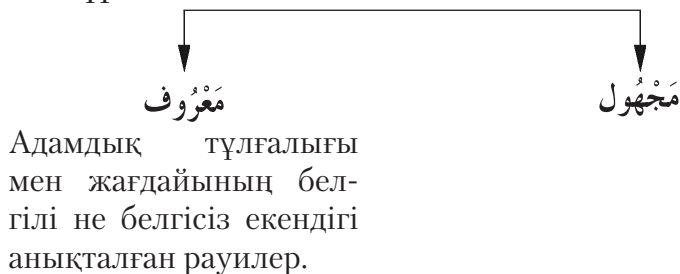 مَعْرُوف
مَجْهُول
Адамдық тұлғалығы
мен жағдайының бел-
гілі не белгісіз екендігі
анықталған рауилер.